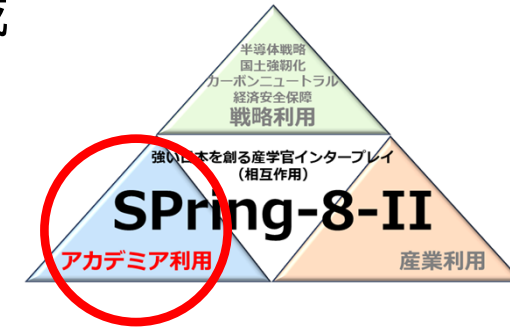 半導体戦略
国土強靭化
カーボンニュートラル
経済安全保障
戦略利用
強い日本を創る産学官インタープレイ
（相互作用）
SPring-8-II
アカデミア利用
産業利用